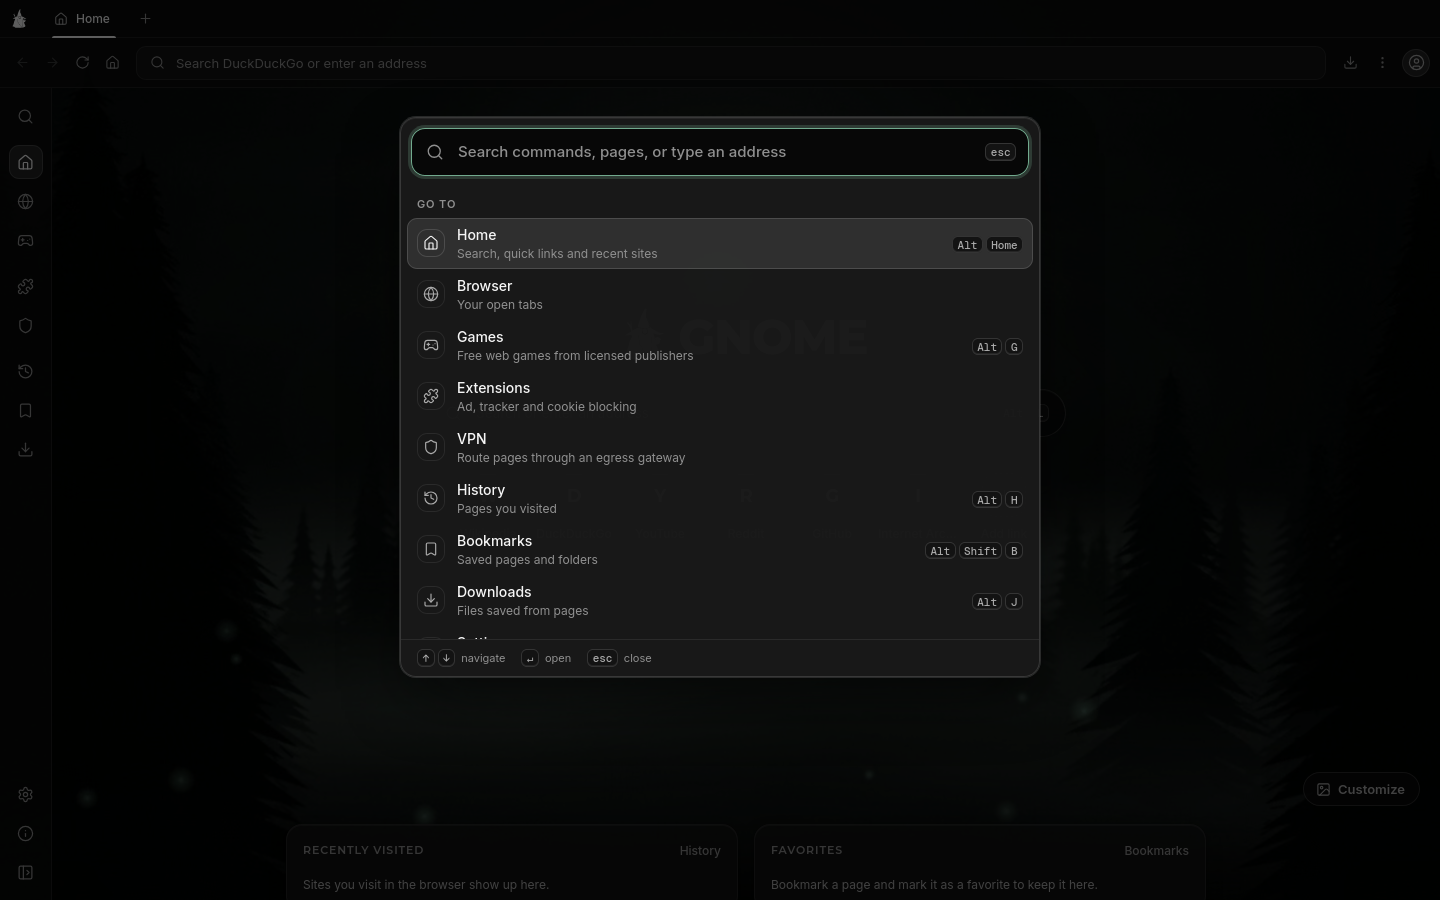 Home
Search DuckDuckGo or enter an address
Search commands, pages, or type an address
esc
GO TO
Home
Search, quick links and recent sites
Alt Home
Browser
Your open tabs
GNOME
Games
Free web games from licensed publishers
Alt G
Extensions
Ad, tracker and cookie blocking
VPN
Route pages through an egress gateway
History
Pages you visited
Alt H
Bookmarks
Saved pages and folders
Alt Shift B
Downloads
Files saved from pages
Alt J
navigate
open
esc close
Customize
RECENTLY VISITED
History
Sites you visit in the browser show up here.
FAVORITES
Bookmarks
Bookmark a page and mark it as a favorite to keep it here.